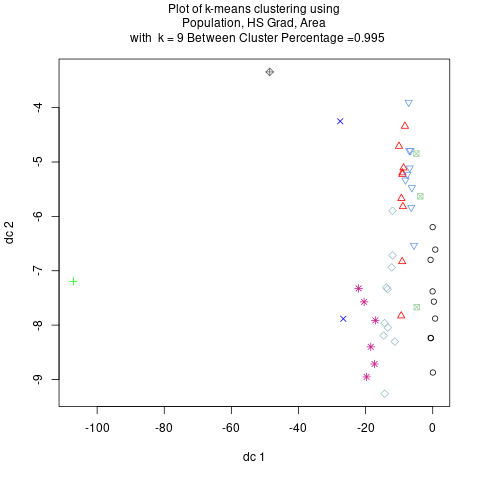 Plot of k-means clustering using
Population, HS Grad, Area
with  k = 9 Between Cluster Percentage =0.995
dc 2
-4
-5
-6
-7
-8
-9
-100
-80
-60
-40
-20
0
dc 1